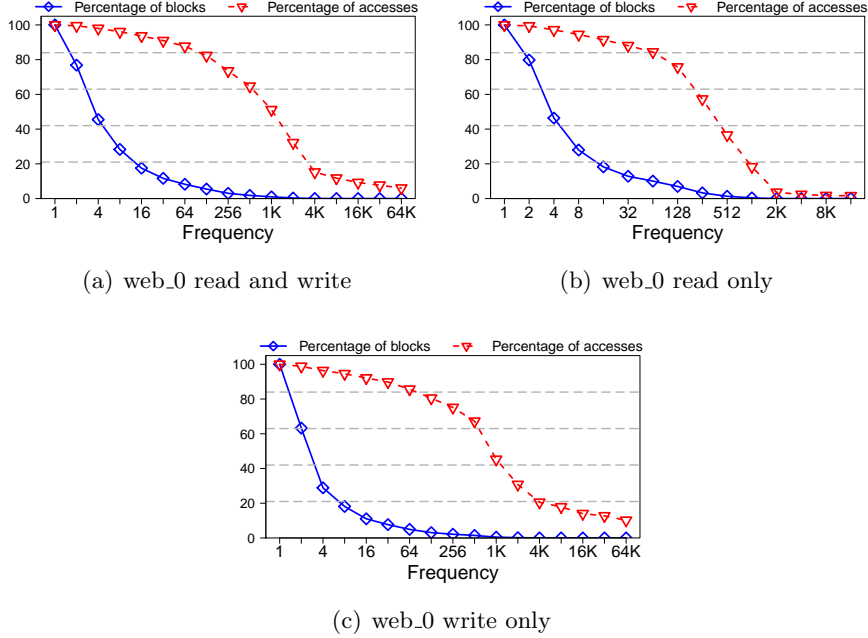 Percentage of blocks Percentage of accesses
100
80
60
40
20
0
1 4 16 64 256 1K 4K 16K 64K
Frequency
(a) web_0 read and write
Percentage of blocks Percentage of accesses
100
80
60
40
20
0
1 2 4 8 32 128 512 2K 8K
Frequency
(b) web_0 read only
Percentage of blocks Percentage of accesses
100
80
60
40
20
0
1 4 16 64 256 1K 4K 16K 64K
Frequency
(c) web_0 write only